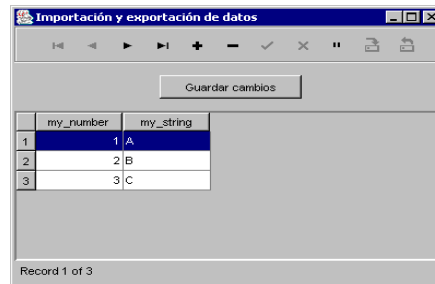 Importación y exportación de datos
Guardar cambios
my_number my_string
1 1 A
2 2 B
3 3 C
Record 1 of 3